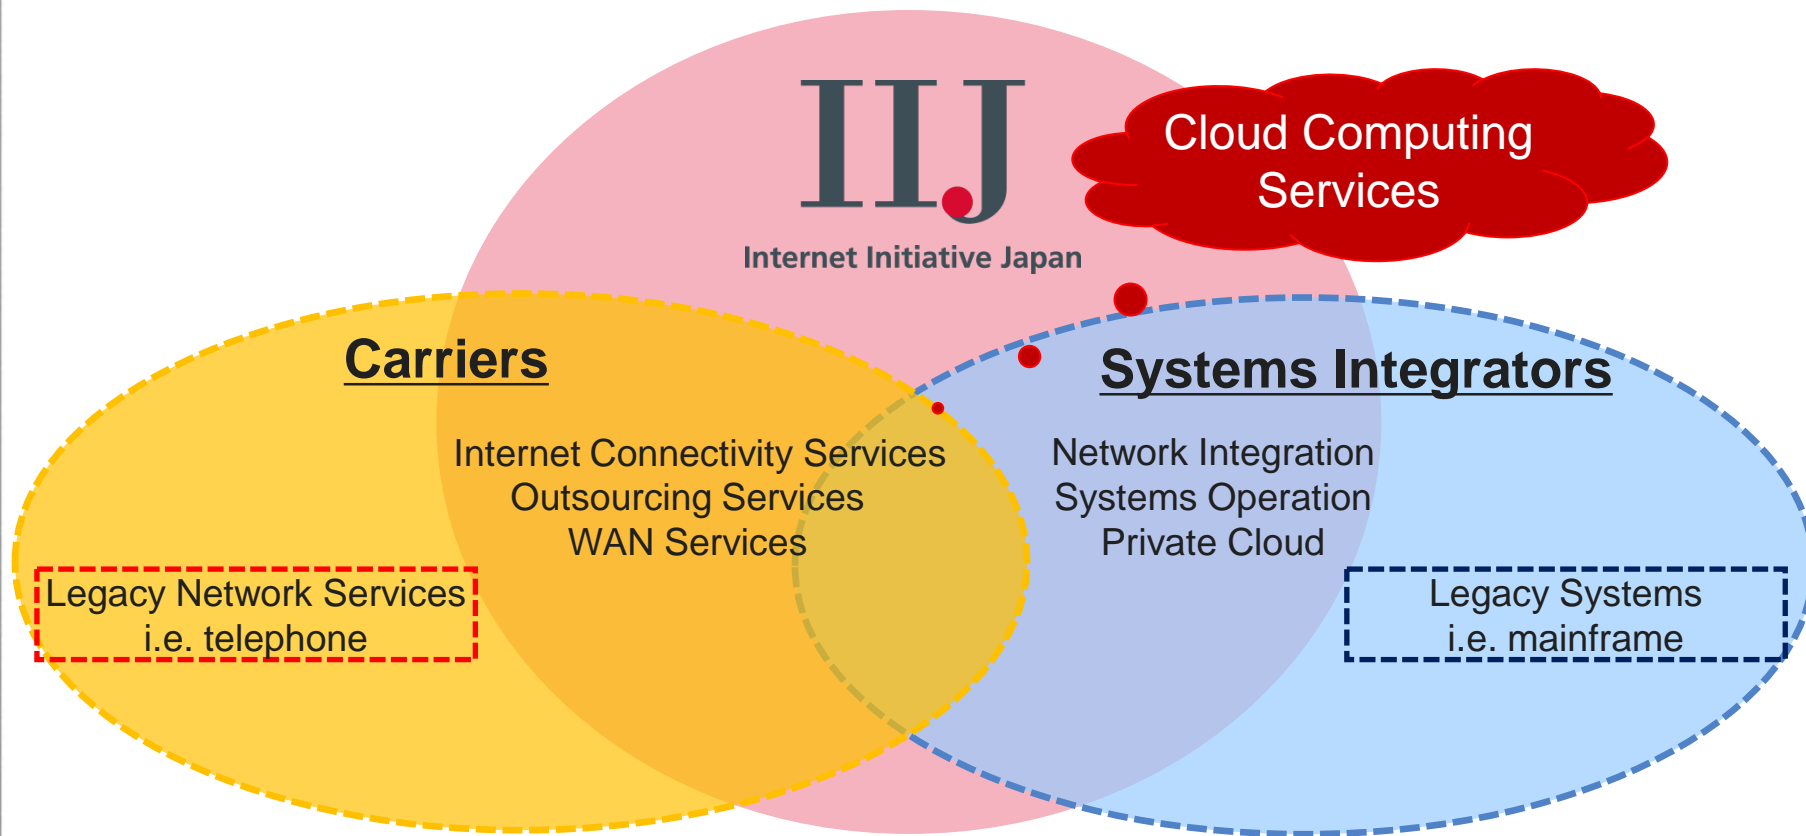 IIJ
Internet Initiative Japan
Cloud Computing
Services
Carriers
Systems Integrators
Internet Connectivity Services
Outsourcing Services
WAN Services
Network Integration
Systems Operation
Private Cloud
Legacy Network Services
i.e. telephone
Legacy Systems
i.e. mainframe